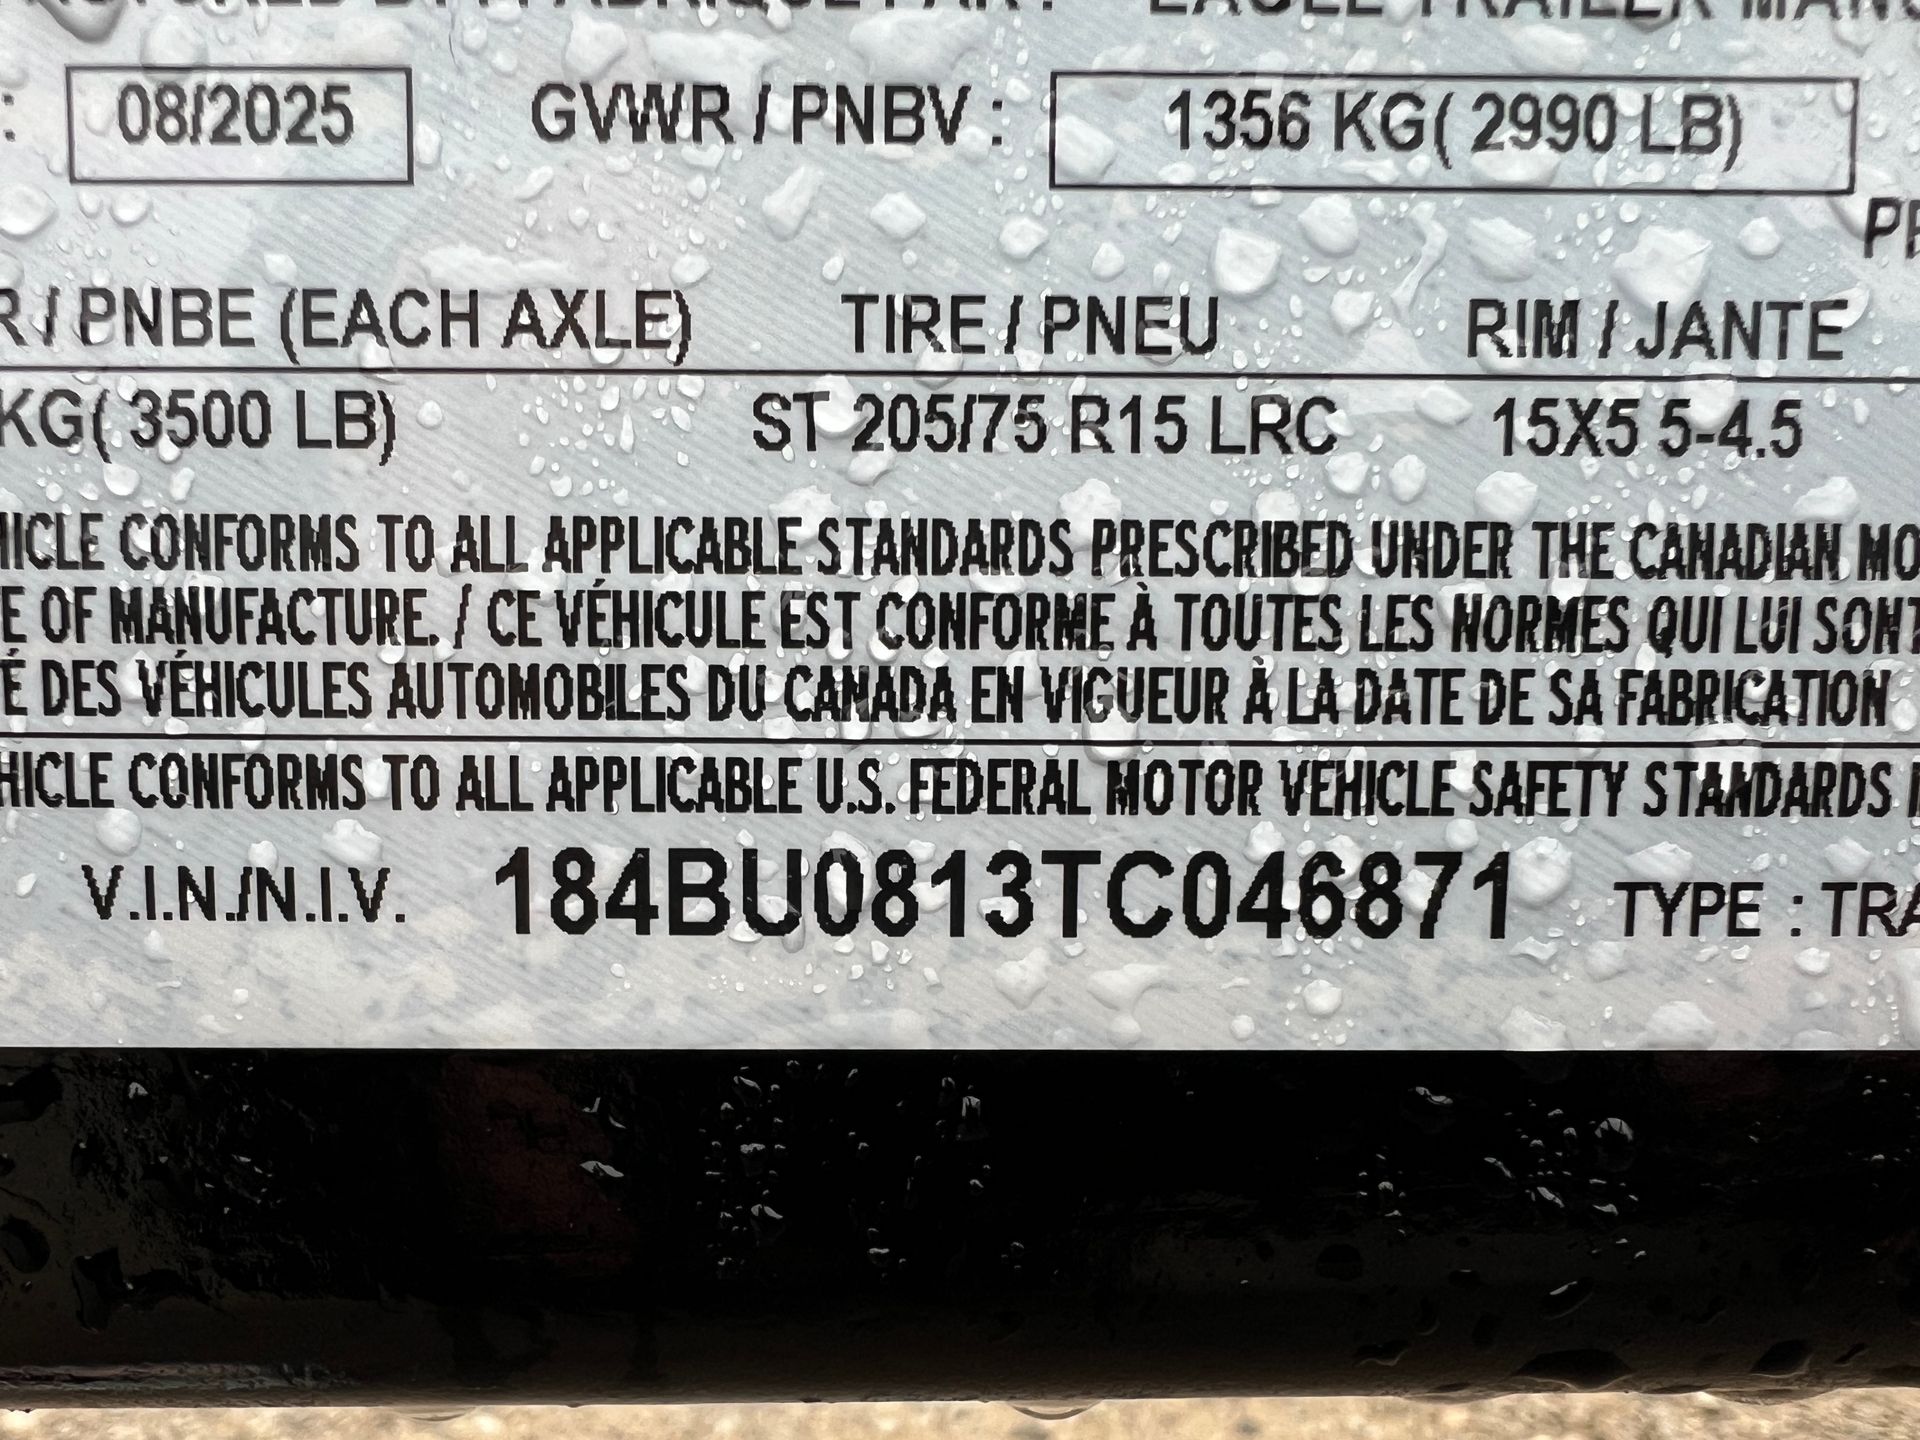 08/2025 GVWR / PNBV : 1356 KG( 2990 LB)
R / PNBE (EACH AXLE) TIRE / PNEU RIM / JANTE
KG( 3500 LB) ST 205/75 R15 LRC 15X5 5-4.5
HICLE CONFORMS TO ALL APPLICABLE STANDARDS PRESCRIBED UNDER THE CANADIAN MO
E OF MANUFACTURE. / CE VÉHICULE EST CONFORME À TOUTES LES NORMES QUI LUI SONT
É DES VÉHICULES AUTOMOBILES DU CANADA EN VIGUEUR À LA DATE DE SA FABRICATION
HICLE CONFORMS TO ALL APPLICABLE U.S. FEDERAL MOTOR VEHICLE SAFETY STANDARDS
V.I.N./N.I.V. 184BU0813TC046871 TYPE : TRA